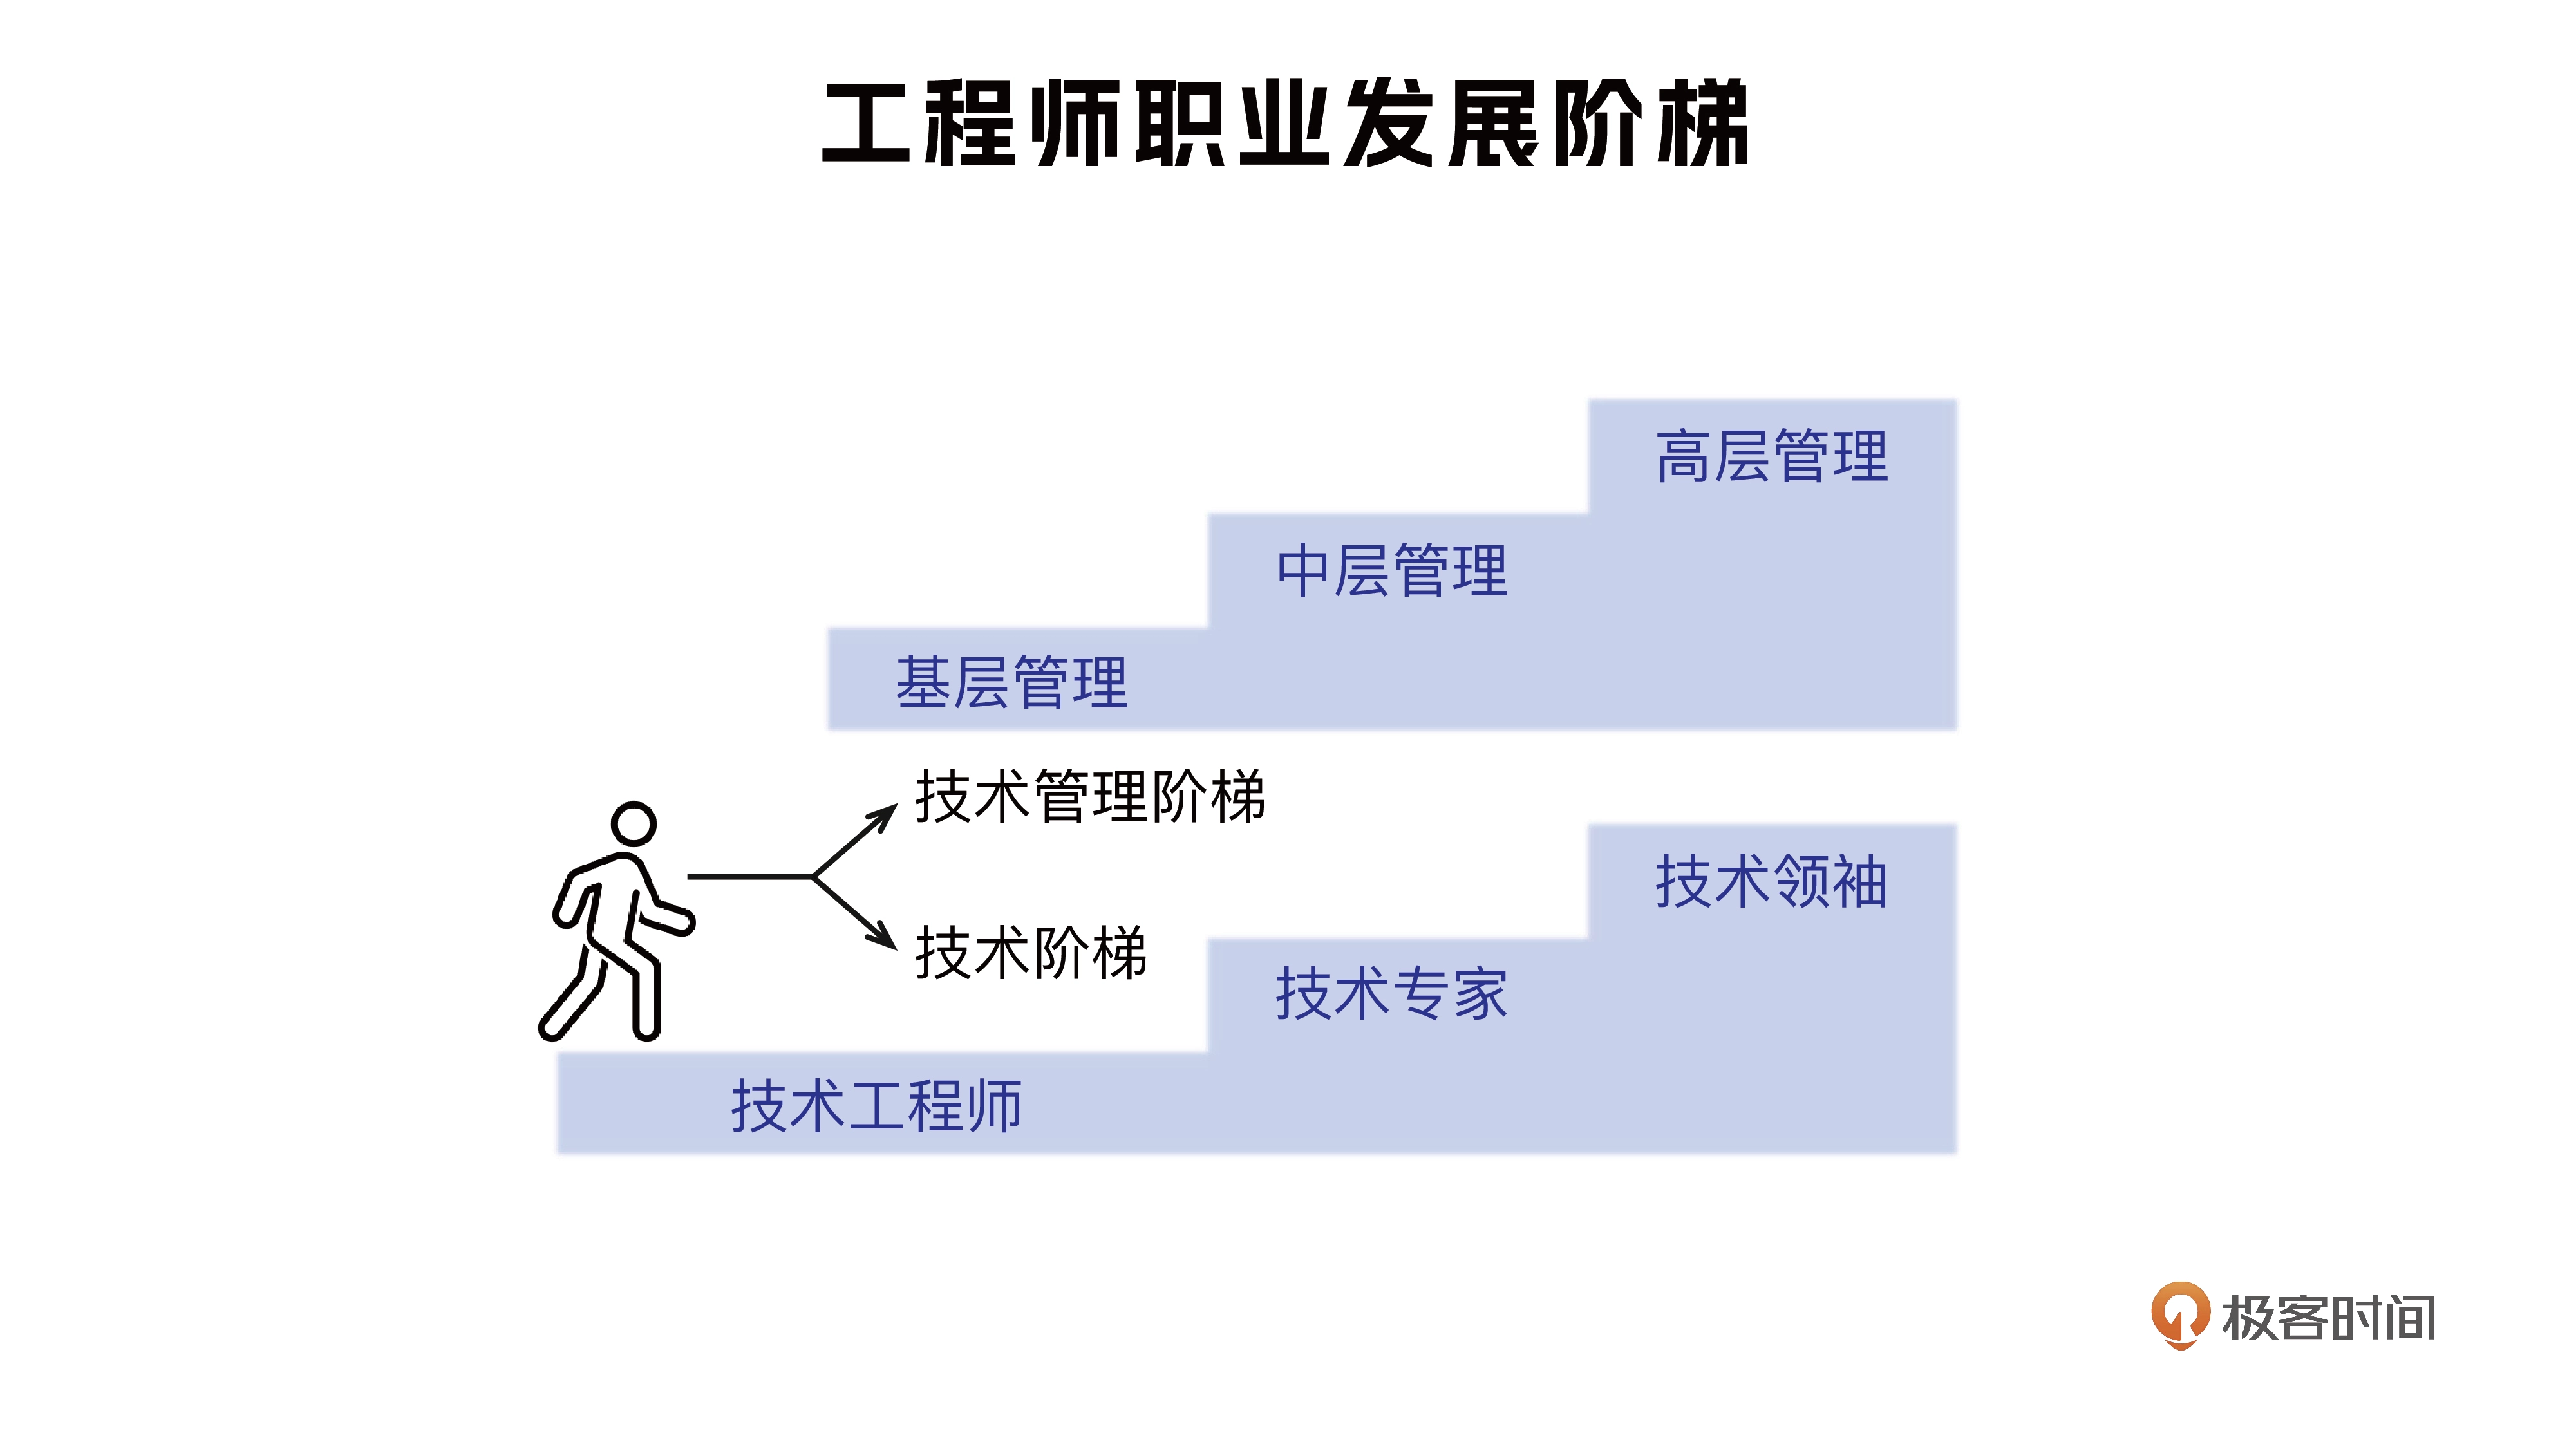 工程师职业发展阶梯
高层管理
中层管理
基层管理
技术管理阶梯
技术领袖
技术阶梯
技术专家
技术工程师
极客时间